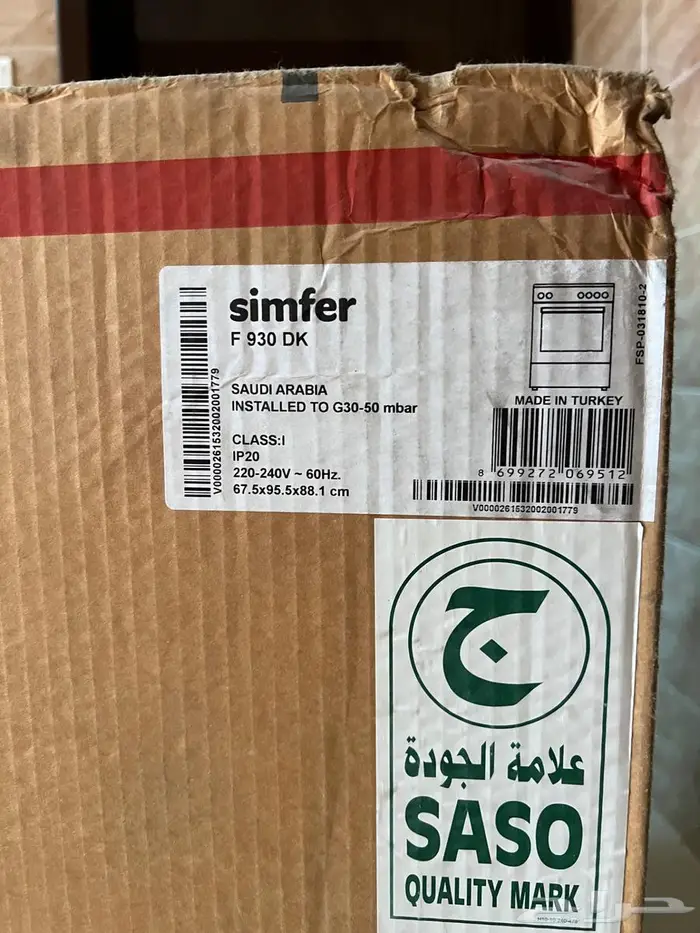 simfer
F 930 DK
SAUDI ARABIA
INSTALLED TO G30-50 mbar
CLASS:I
IP20
220-240V ~ 60Hz.
67.5x95.5x88.1 cm
V0000261532002001779
MADE IN TURKEY
FSP-031810-2
8 699272 069512
V0000261532002001779
علامة الجودة
SASO
QUALITY MARK
حراج